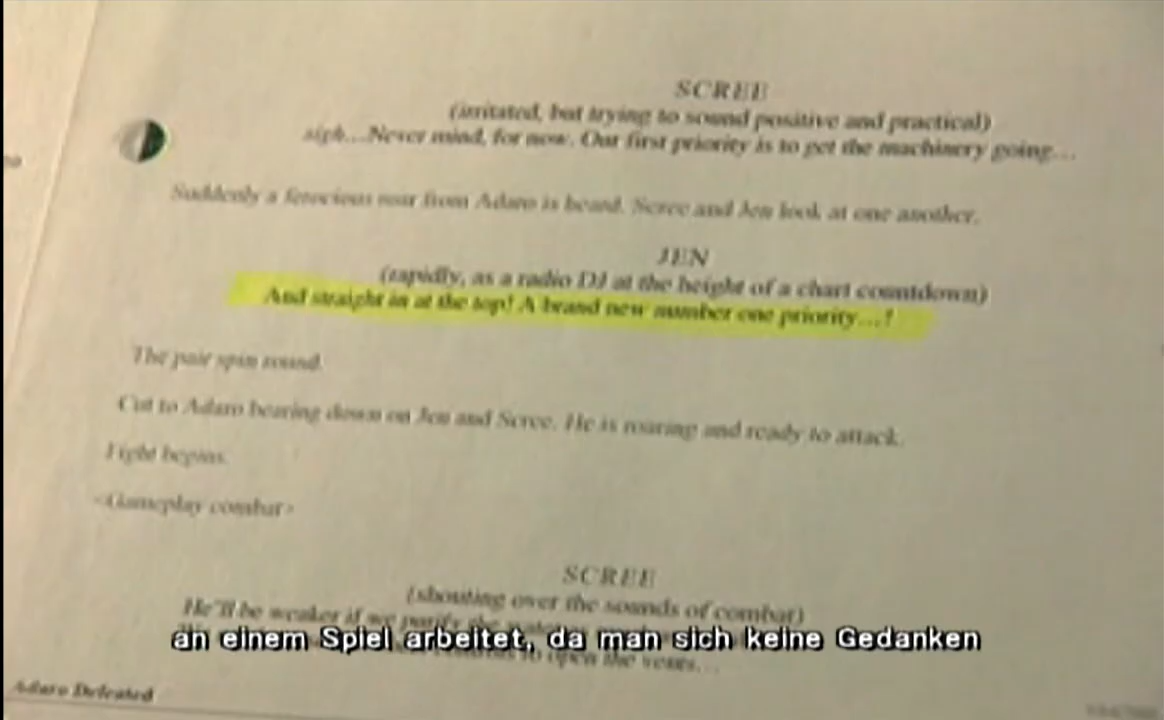 SCREE
(irritated, but trying to sound positive and practical)
sigh....Never mind, for now. Our first priority is to get the machinery going...
Suddenly a ferocious roar from Adaro is heard. Scree and Jen look at one another.
JEN
(rapidly, as a radio DJ at the height of a chart countdown)
And straight in at the top! A brand new number one priority....!
The pair spin round.
Cut to Adaro bearing down on Jen and Scree. He is roaring and ready to attack.
Fight begins.
<Gameplay combat>
SCREE
(shouting over the sounds of combat)
He'll be weaker if we purify the
an einem Spiel arbeitet, da man sich keine Gedanken
to open the vents...
Adaro Defeated